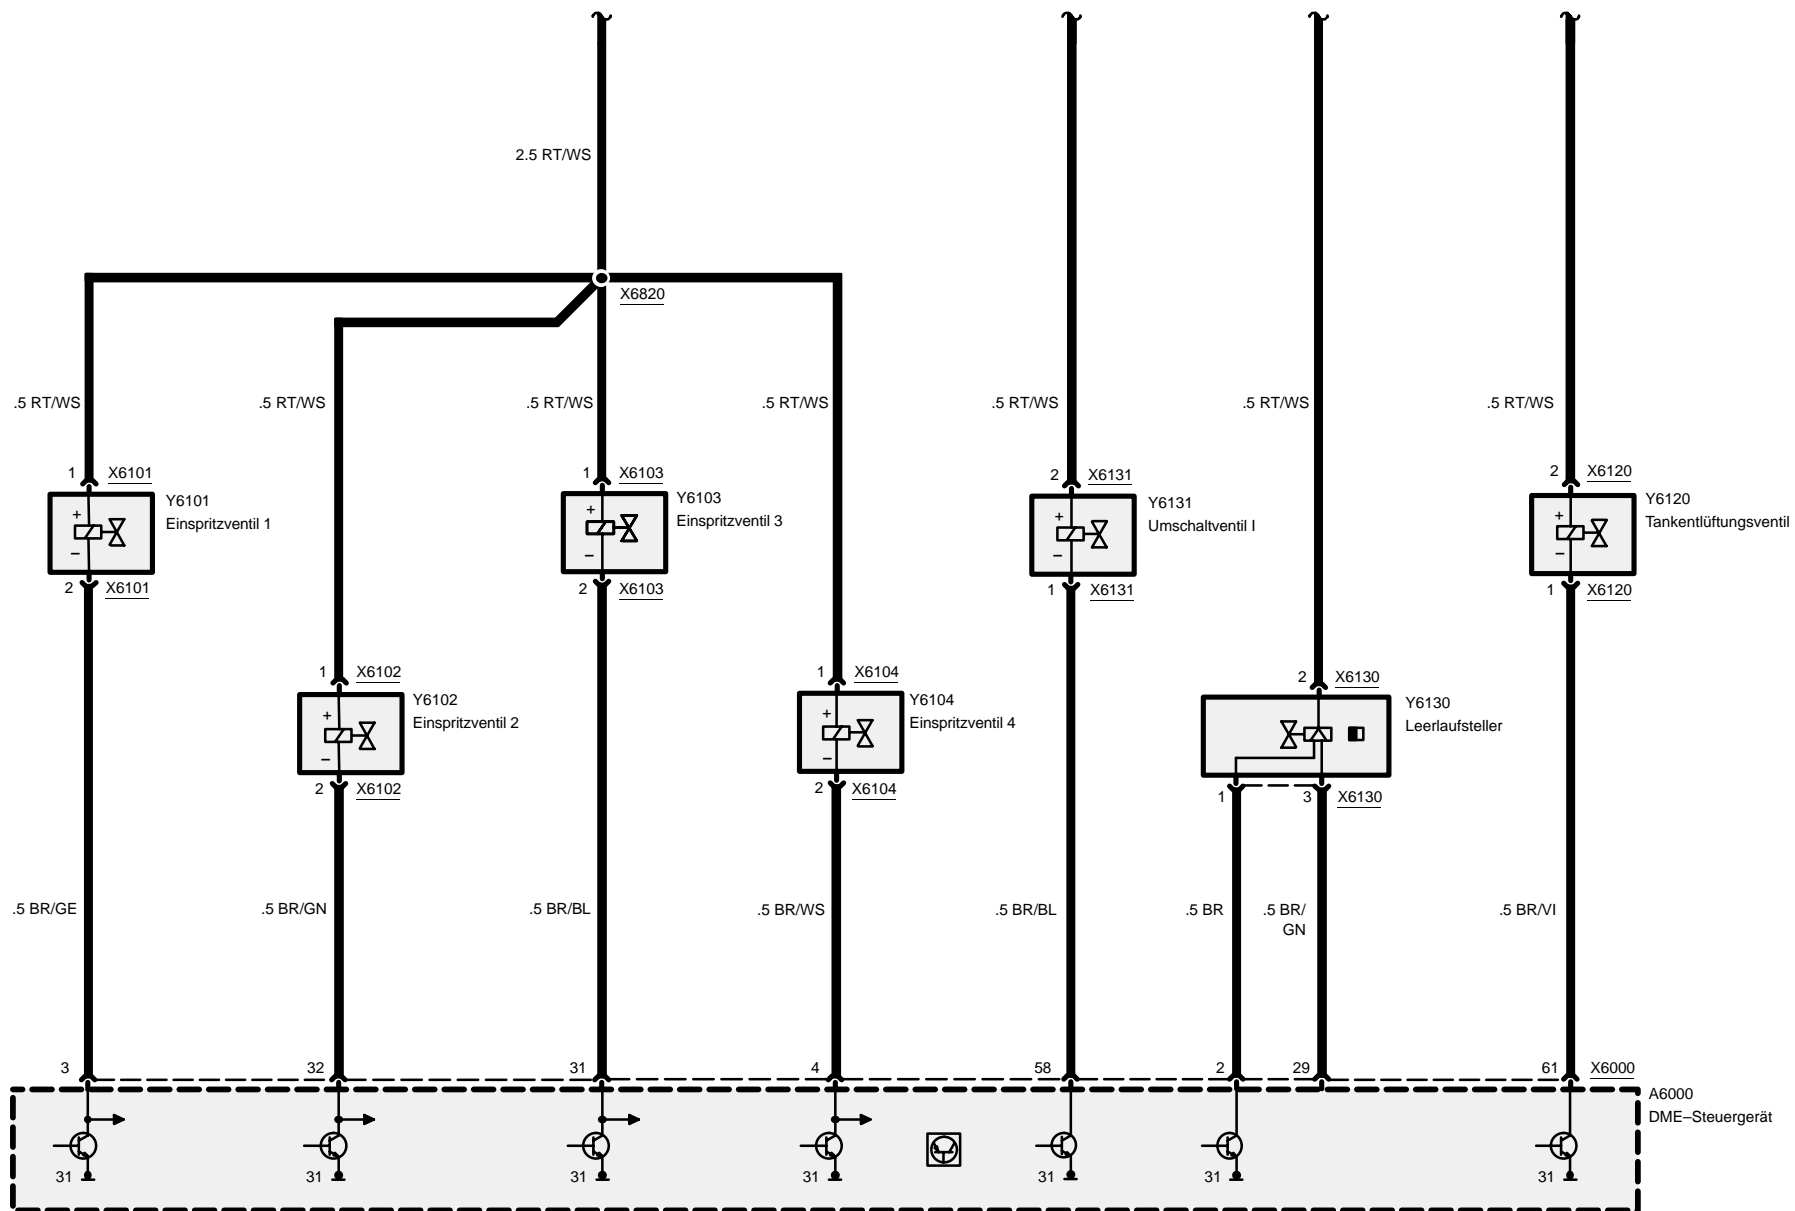 2.5 RT/WS
X6820
.5 RT/WS
.5 RT/WS
.5 RT/WS
.5 RT/WS
.5 RT/WS
.5 RT/WS
.5 RT/WS
1 X6101
1 X6103
2 X6131
2 X6120
+
Y6101
Einspritzventil 1
–
+
Y6103
Einspritzventil 3
–
+
Y6131
Umschaltventil I
–
+
Y6120
Tankentlüftungsventil
–
2 X6101
2 X6103
1 X6131
1 X6120
1 X6102
1 X6104
2 X6130
+
Y6102
Einspritzventil 2
–
+
Y6104
Einspritzventil 4
–
Y6130
Leerlaufsteller
2 X6102
2 X6104
1
3 X6130
.5 BR/GE
.5 BR/GN
.5 BR/BL
.5 BR/WS
.5 BR/BL
.5 BR
.5 BR/
GN
.5 BR/VI
3
32
31
4
58
2
29
61 X6000
A6000
DME–Steuergerät
31
31
31
31
31
31
31